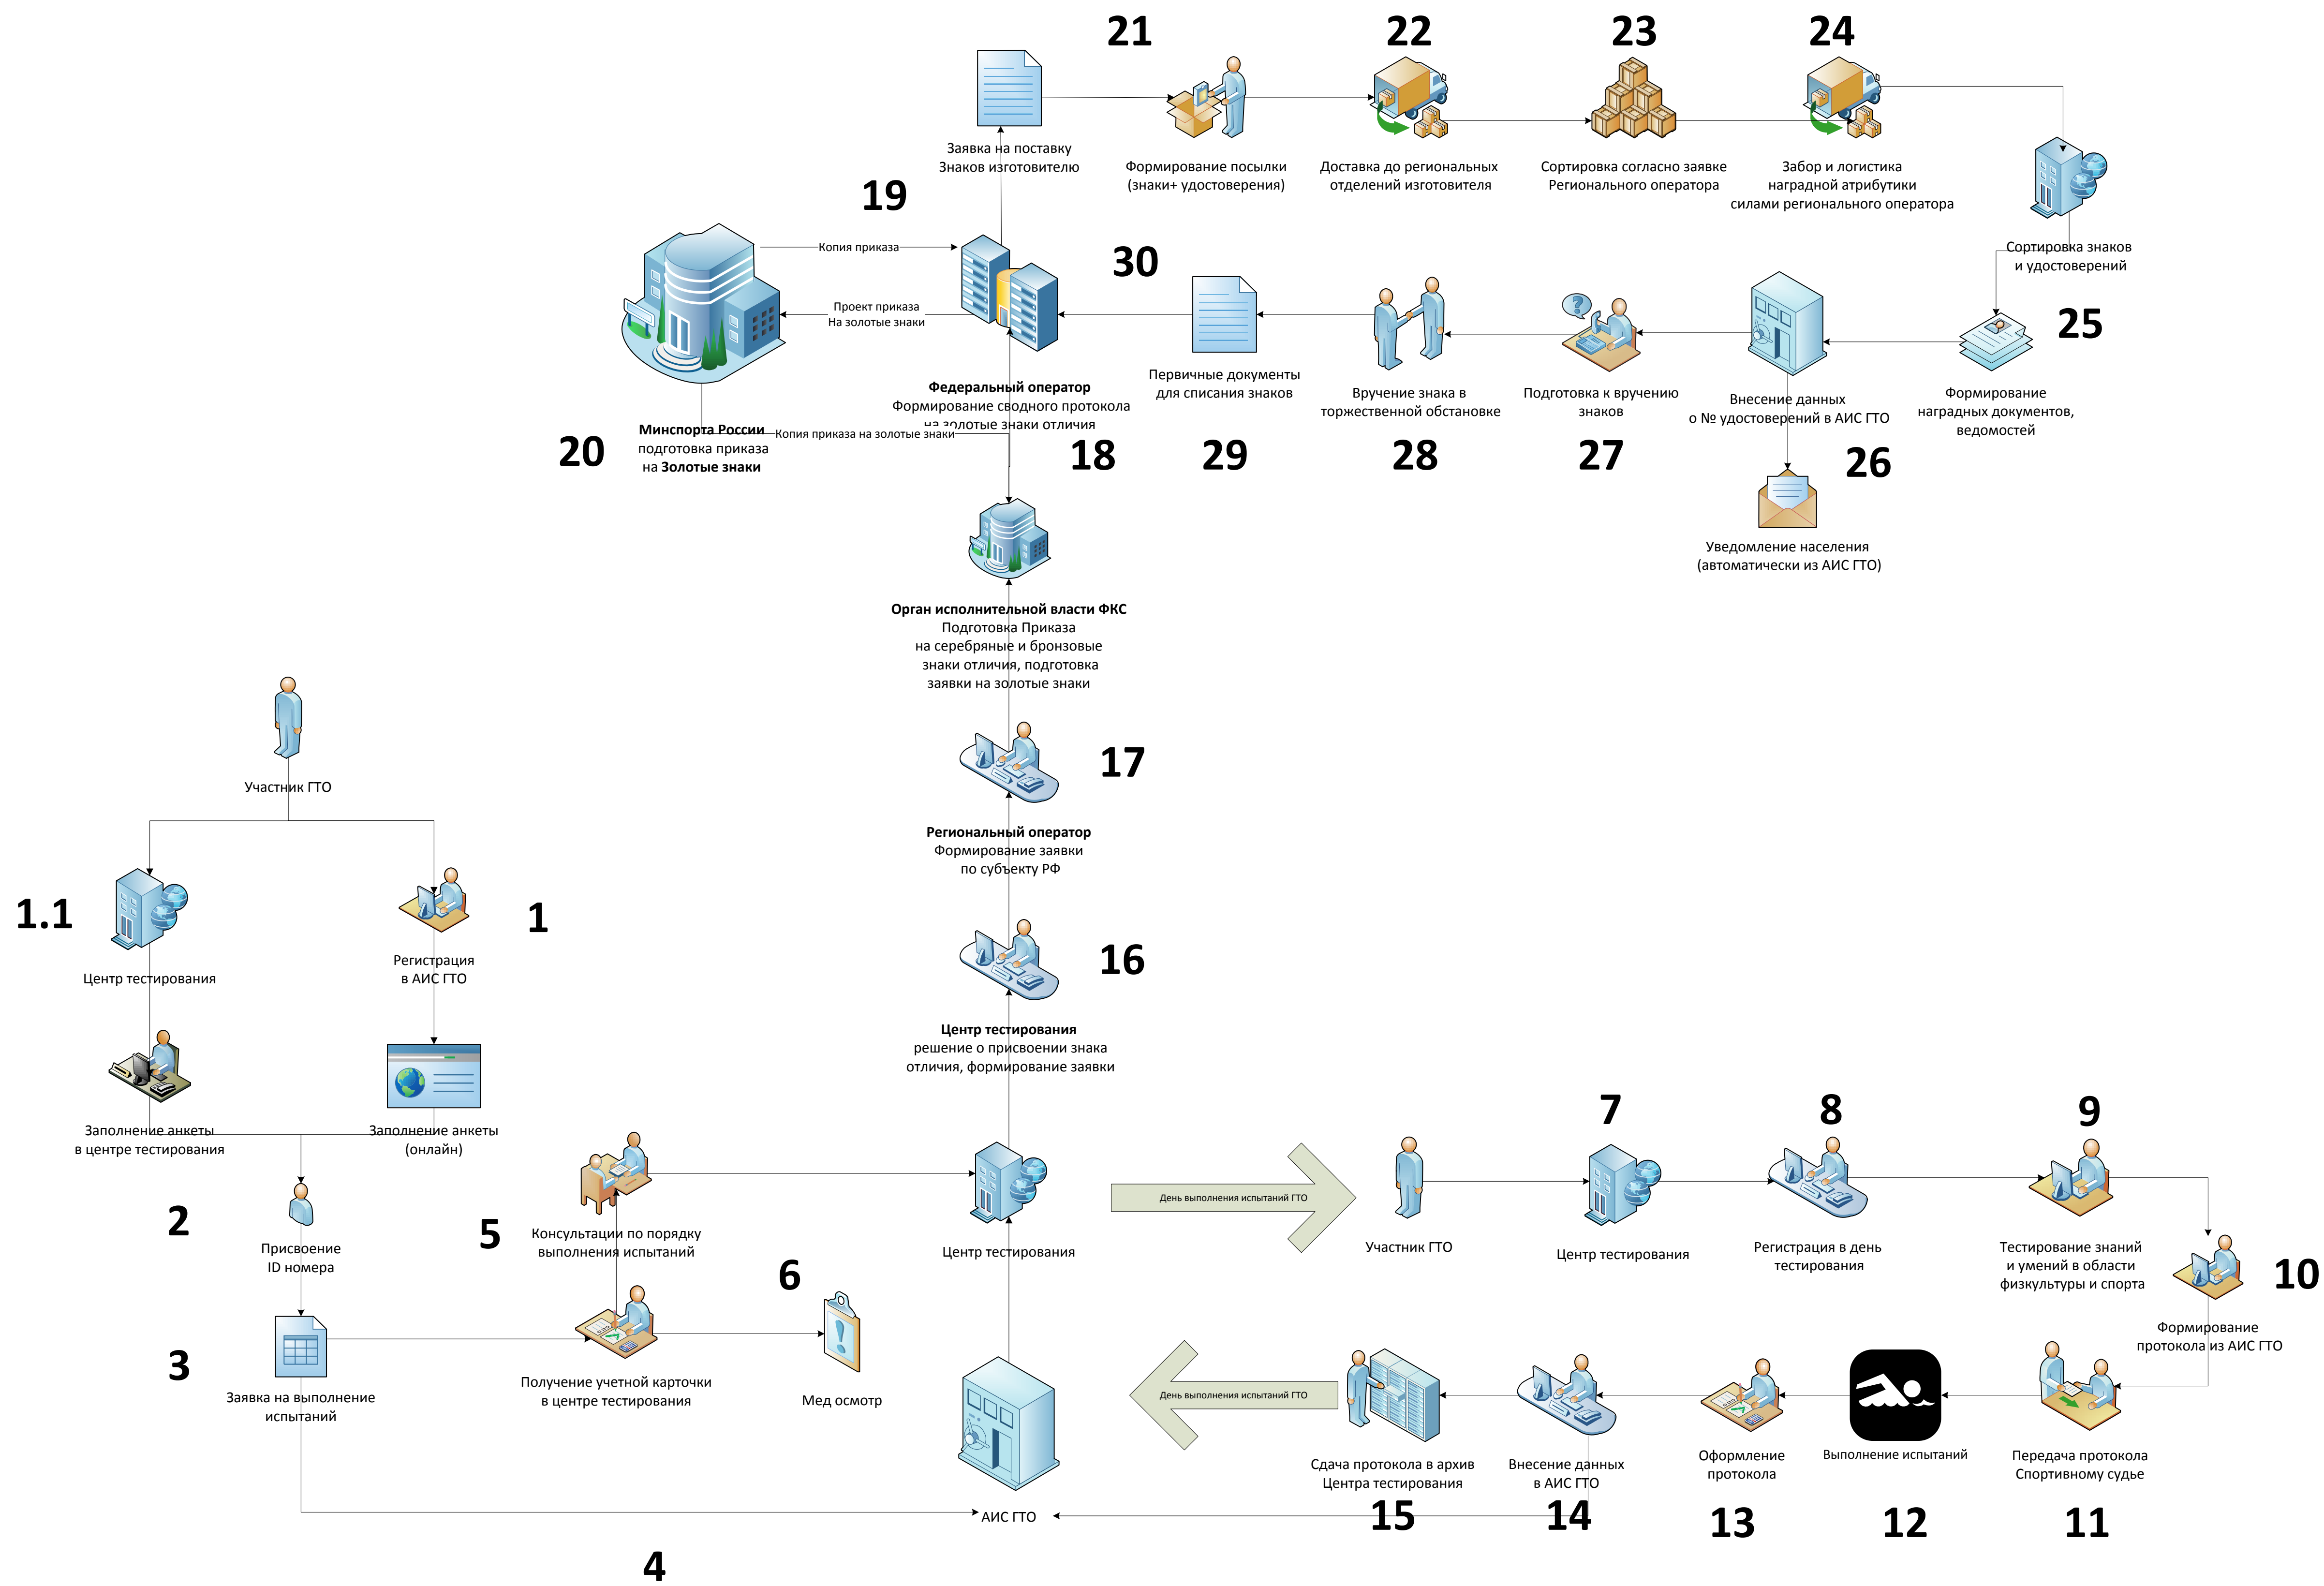 21
22
23
24
Заявка на поставку
Знаков изготовителю
Формирование посылки
(знаки+ удостоверения)
Доставка до региональных
отделений изготовителя
Сортировка согласно заявке
Регионального оператора
Забор и логистика
наградной атрибутики
силами регионального оператора
Сортировка знаков
и удостоверений
19
Копия приказа
Проект приказа
На золотые знаки
30
25
Федеральный оператор
Формирование сводного протокола
на золотые знаки отличия
Первичные документы
для списания знаков
Вручение знака в
торжественной обстановке
Подготовка к вручению
знаков
Внесение данных
о № удостоверений в АИС ГТО
Формирование
наградных документов,
ведомостей
20
Минспорта России
подготовка приказа
на Золотые знаки
Копия приказа на золотые знаки
18
29
28
27
26
Уведомление населения
(автоматически из АИС ГТО)
Орган исполнительной власти ФКС
Подготовка Приказа
на серебряные и бронзовые
знаки отличия, подготовка
заявки на золотые знаки
17
Участник ГТО
Региональный оператор
Формирование заявки
по субъекту РФ
1.1
1
Центр тестирования
Регистрация
в АИС ГТО
16
Центр тестирования
решение о присвоении знака
отличия, формирование заявки
Заполнение анкеты
в центре тестирования
Заполнение анкеты
(онлайн)
7
8
9
2
Присвоение
ID номера
5
Консультации по порядку
выполнения испытаний
6
Центр тестирования
День выполнения испытаний ГТО
Участник ГТО
Центр тестирования
Регистрация в день
тестирования
Тестирование знаний
и умений в области
физкультуры и спорта
10
Формирование
протокола из АИС ГТО
3
Заявка на выполнение
испытаний
Получение учетной карточки
в центре тестирования
Мед осмотр
День выполнения испытаний ГТО
Сдача протокола в архив
Центра тестирования
Внесение данных
в АИС ГТО
Оформление
протокола
Выполнение испытаний
Передача протокола
Спортивному судье
АИС ГТО
15
14
13
12
11
4